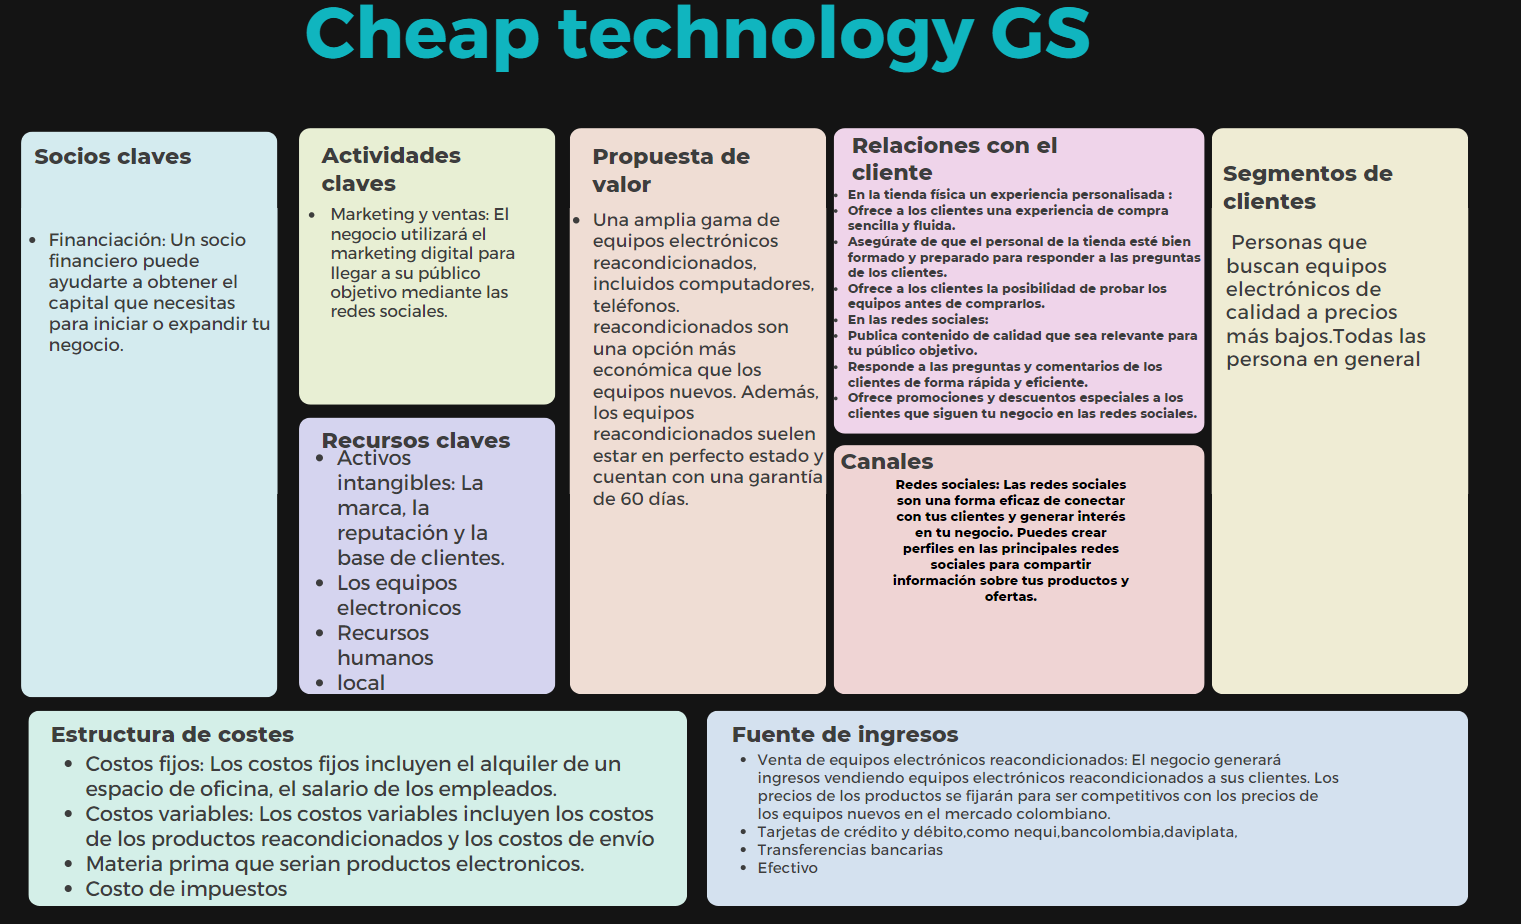 Cheap technology GS
Socios claves
• Financiación: Un socio
financiero puede
ayudarte a obtener el
capital que necesitas
para iniciar o expandir tu
negocio.
Actividades
claves
• Marketing y ventas: El
negocio utilizará el
marketing digital para
llegar a su público
objetivo mediante las
redes sociales.
Recursos claves
• Activos
intangibles: La
marca, la
reputación y la
base de clientes.
• Los equipos
electronicos
• Recursos
humanos
• local
Propuesta de
valor
• Una amplia gama de
equipos electrónicos
reacondicionados,
incluidos computadores,
teléfonos.
reacondicionados son
una opción más
económica que los
equipos nuevos. Además,
los equipos
reacondicionados suelen
estar en perfecto estado y
cuentan con una garantía
de 60 días.
Relaciones con el
cliente
• En la tienda física un experiencia personalisada :
• Ofrece a los clientes una experiencia de compra
sencilla y fluida.
• Asegúrate de que el personal de la tienda esté bien
formado y preparado para responder a las preguntas
de los clientes.
• Ofrece a los clientes la posibilidad de probar los
equipos antes de comprarlos.
• En las redes sociales:
• Publica contenido de calidad que sea relevante para
tu público objetivo.
• Responde a las preguntas y comentarios de los
clientes de forma rápida y eficiente.
• Ofrece promociones y descuentos especiales a los
clientes que siguen tu negocio en las redes sociales.
Canales
Redes sociales: Las redes sociales
son una forma eficaz de conectar
con tus clientes y generar interés
en tu negocio. Puedes crear
perfiles en las principales redes
sociales para compartir
información sobre tus productos y
ofertas.
Segmentos de
clientes
Personas que
buscan equipos
electrónicos de
calidad a precios
más bajos.Todas las
persona en general
Estructura de costes
• Costos fijos: Los costos fijos incluyen el alquiler de un
espacio de oficina, el salario de los empleados.
• Costos variables: Los costos variables incluyen los costos
de los productos reacondicionados y los costos de envío
• Materia prima que serian productos electronicos.
• Costo de impuestos
Fuente de ingresos
• Venta de equipos electrónicos reacondicionados: El negocio generará
ingresos vendiendo equipos electrónicos reacondicionados a sus clientes. Los
precios de los productos se fijarán para ser competitivos con los precios de
los equipos nuevos en el mercado colombiano.
• Tarjetas de crédito y débito,como nequi,bancolombia,daviplata,
• Transferencias bancarias
• Efectivo